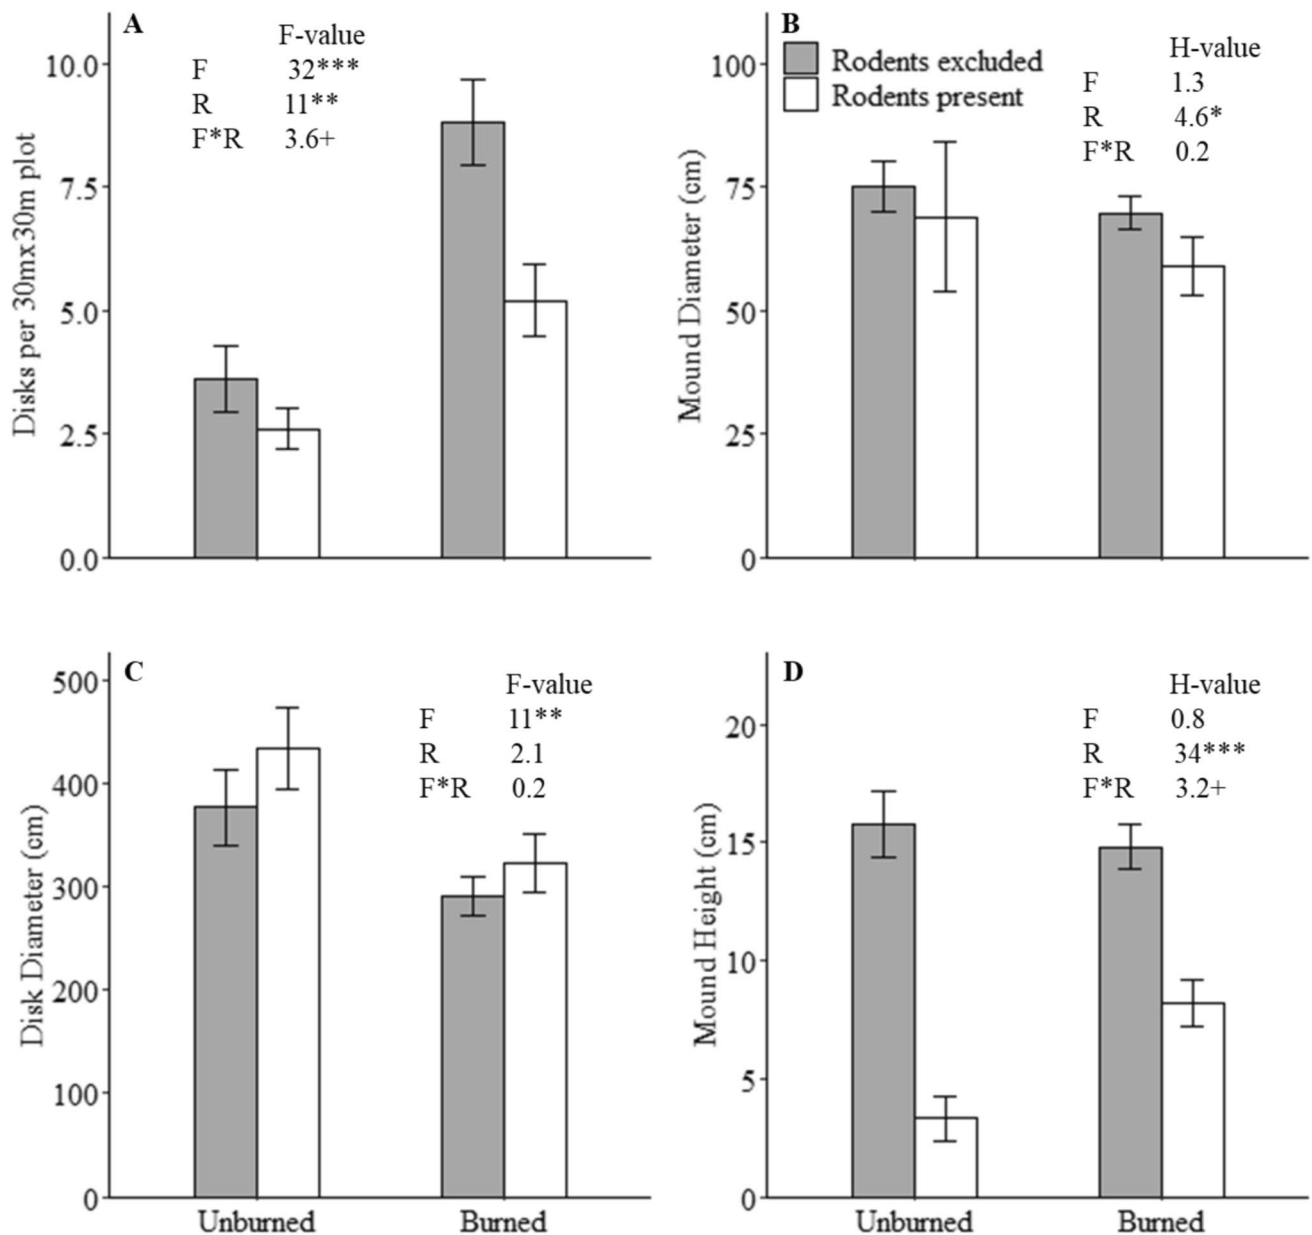 A
F-value
F 32***
R 11**
F*R 3.6+
Disks per 30mx30m plot
10.0
7.5
5.0
2.5
0.0
B
Rodents excluded
Rodents present
H-value
F 1.3
R 4.6*
F*R 0.2
Mound Diameter (cm)
100
75
50
25
0
C
F-value
F 11**
R 2.1
F*R 0.2
Disk Diameter (cm)
500
400
300
200
100
0
Unburned Burned
D
H-value
F 0.8
R 34***
F*R 3.2+
Mound Height (cm)
20
15
10
5
0
Unburned Burned